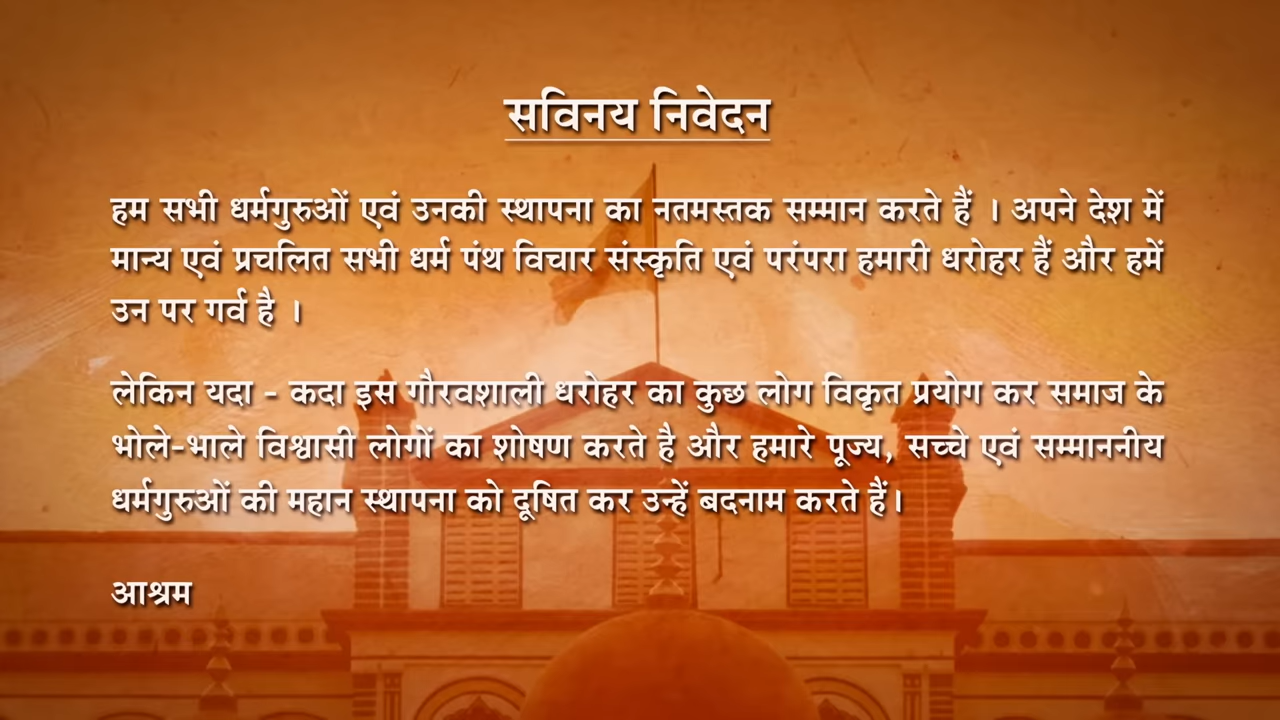 सविनय निवेदन
हम सभी धर्मगुरुओं एवं उनकी स्थापना का नतमस्तक सम्मान करते हैं । अपने देश में
मान्य एवं प्रचलित सभी धर्म पंथ विचार संस्कृति एवं परंपरा हमारी धरोहर हैं और हमें
उन पर गर्व है ।
लेकिन यदा - कदा इस गौरवशाली धरोहर का कुछ लोग विकृत प्रयोग कर समाज के
भोले-भाले विश्वासी लोगों का शोषण करते है और हमारे पूज्य, सच्चे एवं सम्माननीय
धर्मगुरुओं की महान स्थापना को दूषित कर उन्हें बदनाम करते हैं।
आश्रम